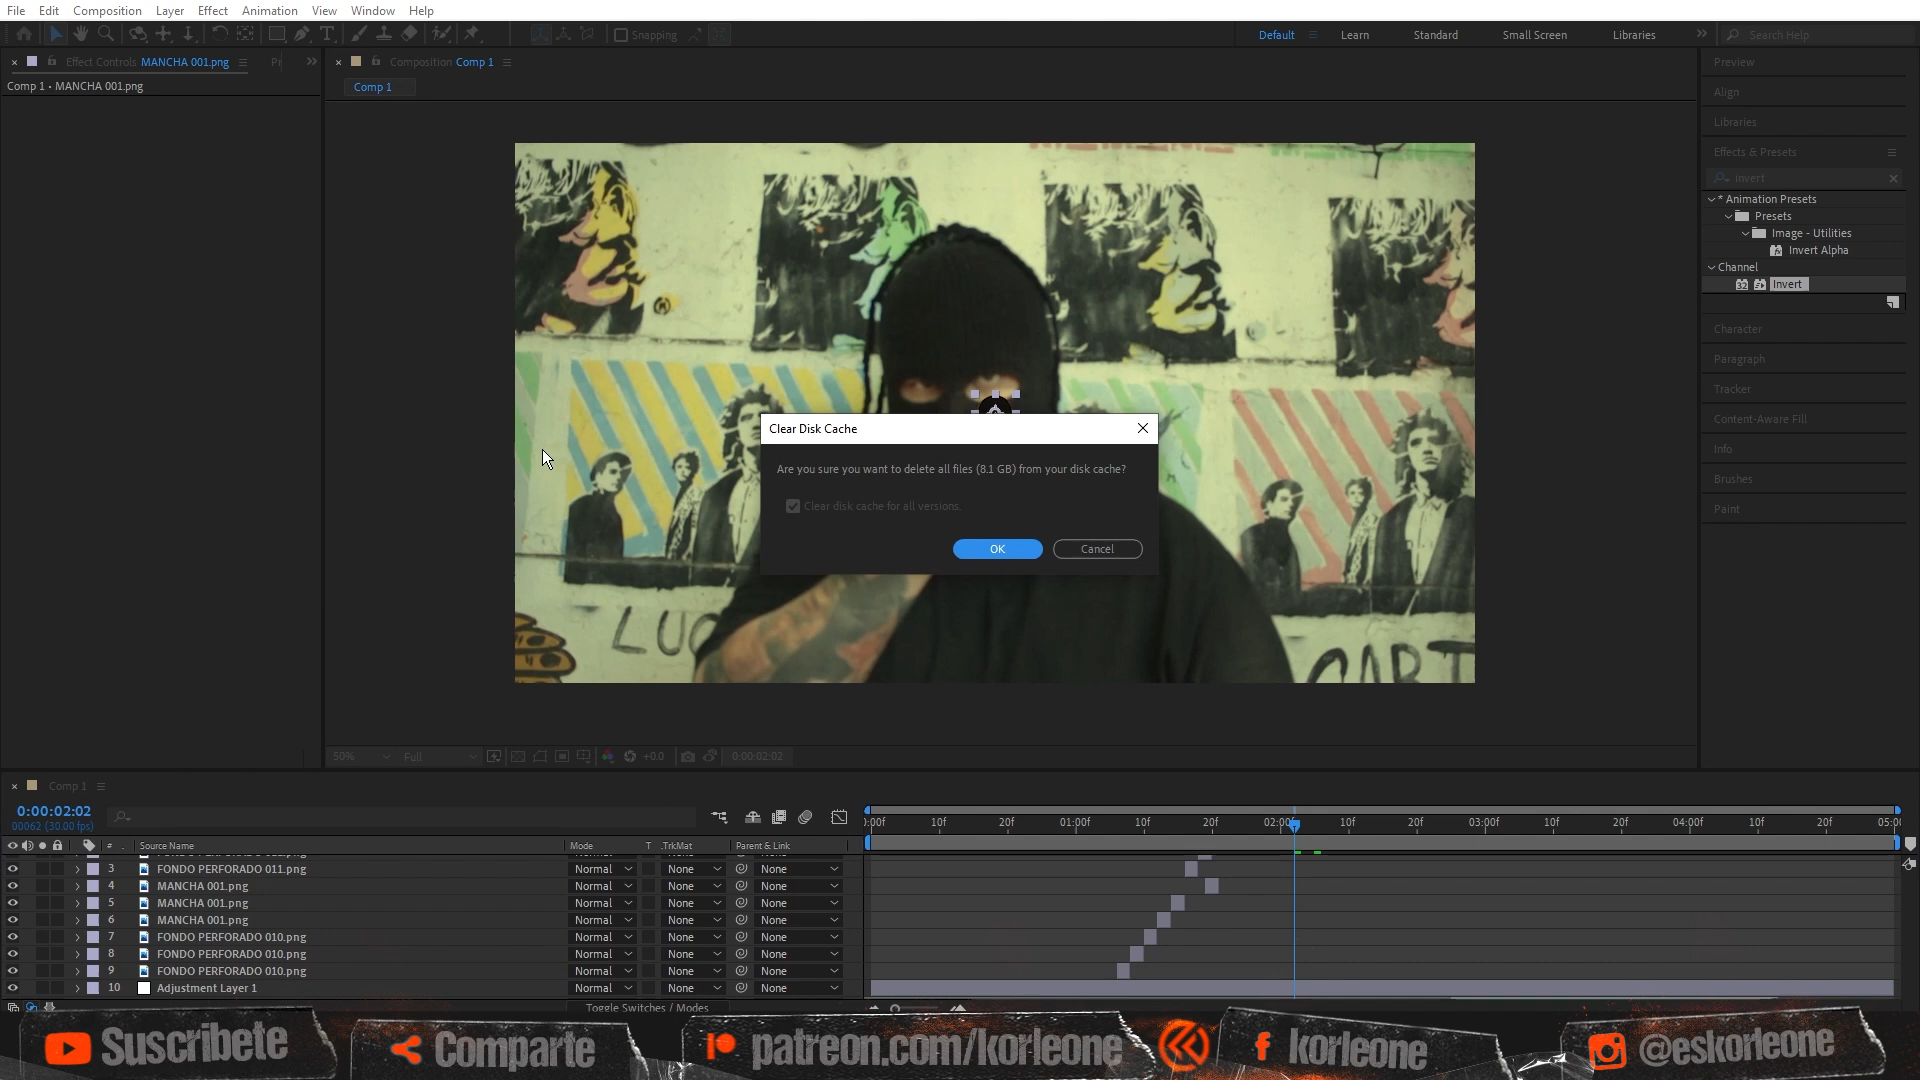 File Edit Composition Layer Effect Animation View Window Help
Snapping
Default Learn Standard Small Screen Libraries Search Help
Effect Controls MANCHA 001.png Pr
Composition Comp 1
Comp 1 • MANCHA 001.png
Comp 1
Preview
Align
Libraries
Effects & Presets
invert
* Animation Presets
Presets
Image - Utilities
Invert Alpha
Channel
32 Invert
Character
Paragraph
Tracker
Content-Aware Fill
Info
Brushes
Paint
Clear Disk Cache
Are you sure you want to delete all files (8.1 GB) from your disk cache?
Clear disk cache for all versions.
OK Cancel
50% Full +0.0 0:00:02:02
Comp 1
0:00:02:02
00062 (30.00 fps)
):00f 10f 20f 01:00f 10f 20f 02:00f 10f 20f 03:00f 10f 20f 04:00f 10f 20f 05:00
# . Source Name Mode T .TrkMat Parent & Link
3 FONDO PERFORADO 011.png Normal None None
4 MANCHA 001.png Normal None None
5 MANCHA 001.png Normal None None
6 MANCHA 001.png Normal None None
7 FONDO PERFORADO 010.png Normal None None
8 FONDO PERFORADO 010.png Normal None None
9 FONDO PERFORADO 010.png Normal None None
10 Adjustment Layer 1 Normal None None
Toggle Switches / Modes
Suscribete Comparte patreon.com/korleone korleone @eskorleone